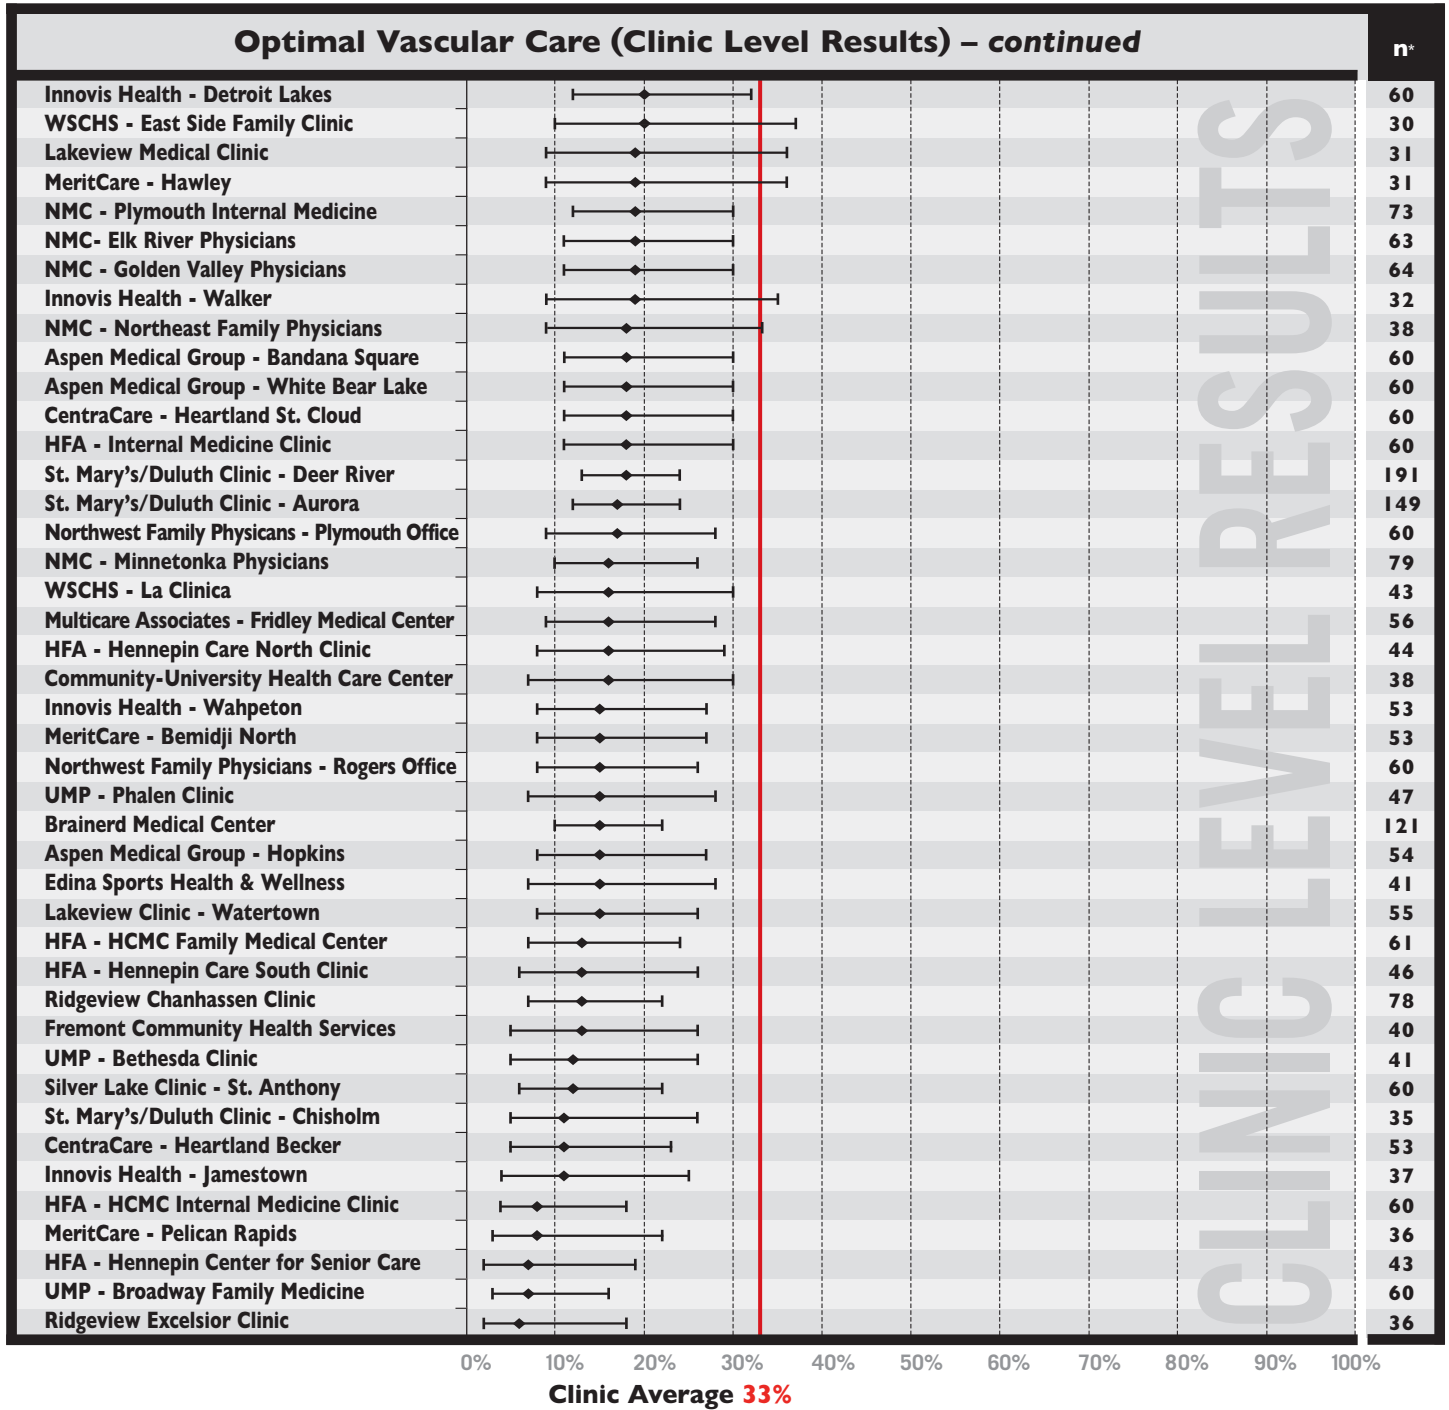 Optimal Vascular Care (Clinic Level Results) – continued n*
Innovis Health - Detroit Lakes 60
WSCHS - East Side Family Clinic 30
Lakeview Medical Clinic 31
MeritCare - Hawley 31
NMC - Plymouth Internal Medicine 73
NMC- Elk River Physicians 63
NMC - Golden Valley Physicians 64
Innovis Health - Walker 32
NMC - Northeast Family Physicians 38
Aspen Medical Group - Bandana Square 60
Aspen Medical Group - White Bear Lake 60
CentraCare - Heartland St. Cloud 60
HFA - Internal Medicine Clinic 60
St. Mary's/Duluth Clinic - Deer River 191
St. Mary's/Duluth Clinic - Aurora 149
Northwest Family Physicans - Plymouth Office 60
NMC - Minnetonka Physicians 79
WSCHS - La Clinica 43
Multicare Associates - Fridley Medical Center 56
HFA - Hennepin Care North Clinic 44
Community-University Health Care Center 38
Innovis Health - Wahpeton 53
MeritCare - Bemidji North 53
Northwest Family Physicians - Rogers Office 60
UMP - Phalen Clinic 47
Brainerd Medical Center 121
Aspen Medical Group - Hopkins 54
Edina Sports Health & Wellness 41
Lakeview Clinic - Watertown 55
HFA - HCMC Family Medical Center 61
HFA - Hennepin Care South Clinic 46
Ridgeview Chanhassen Clinic 78
Fremont Community Health Services 40
UMP - Bethesda Clinic 41
Silver Lake Clinic - St. Anthony 60
St. Mary's/Duluth Clinic - Chisholm 35
CentraCare - Heartland Becker 53
Innovis Health - Jamestown 37
HFA - HCMC Internal Medicine Clinic 60
MeritCare - Pelican Rapids 36
HFA - Hennepin Center for Senior Care 43
UMP - Broadway Family Medicine 60
Ridgeview Excelsior Clinic 36
CLINIC LEVEL RESULTS
0% 10% 20% 30% 40% 50% 60% 70% 80% 90% 100%
Clinic Average 33%